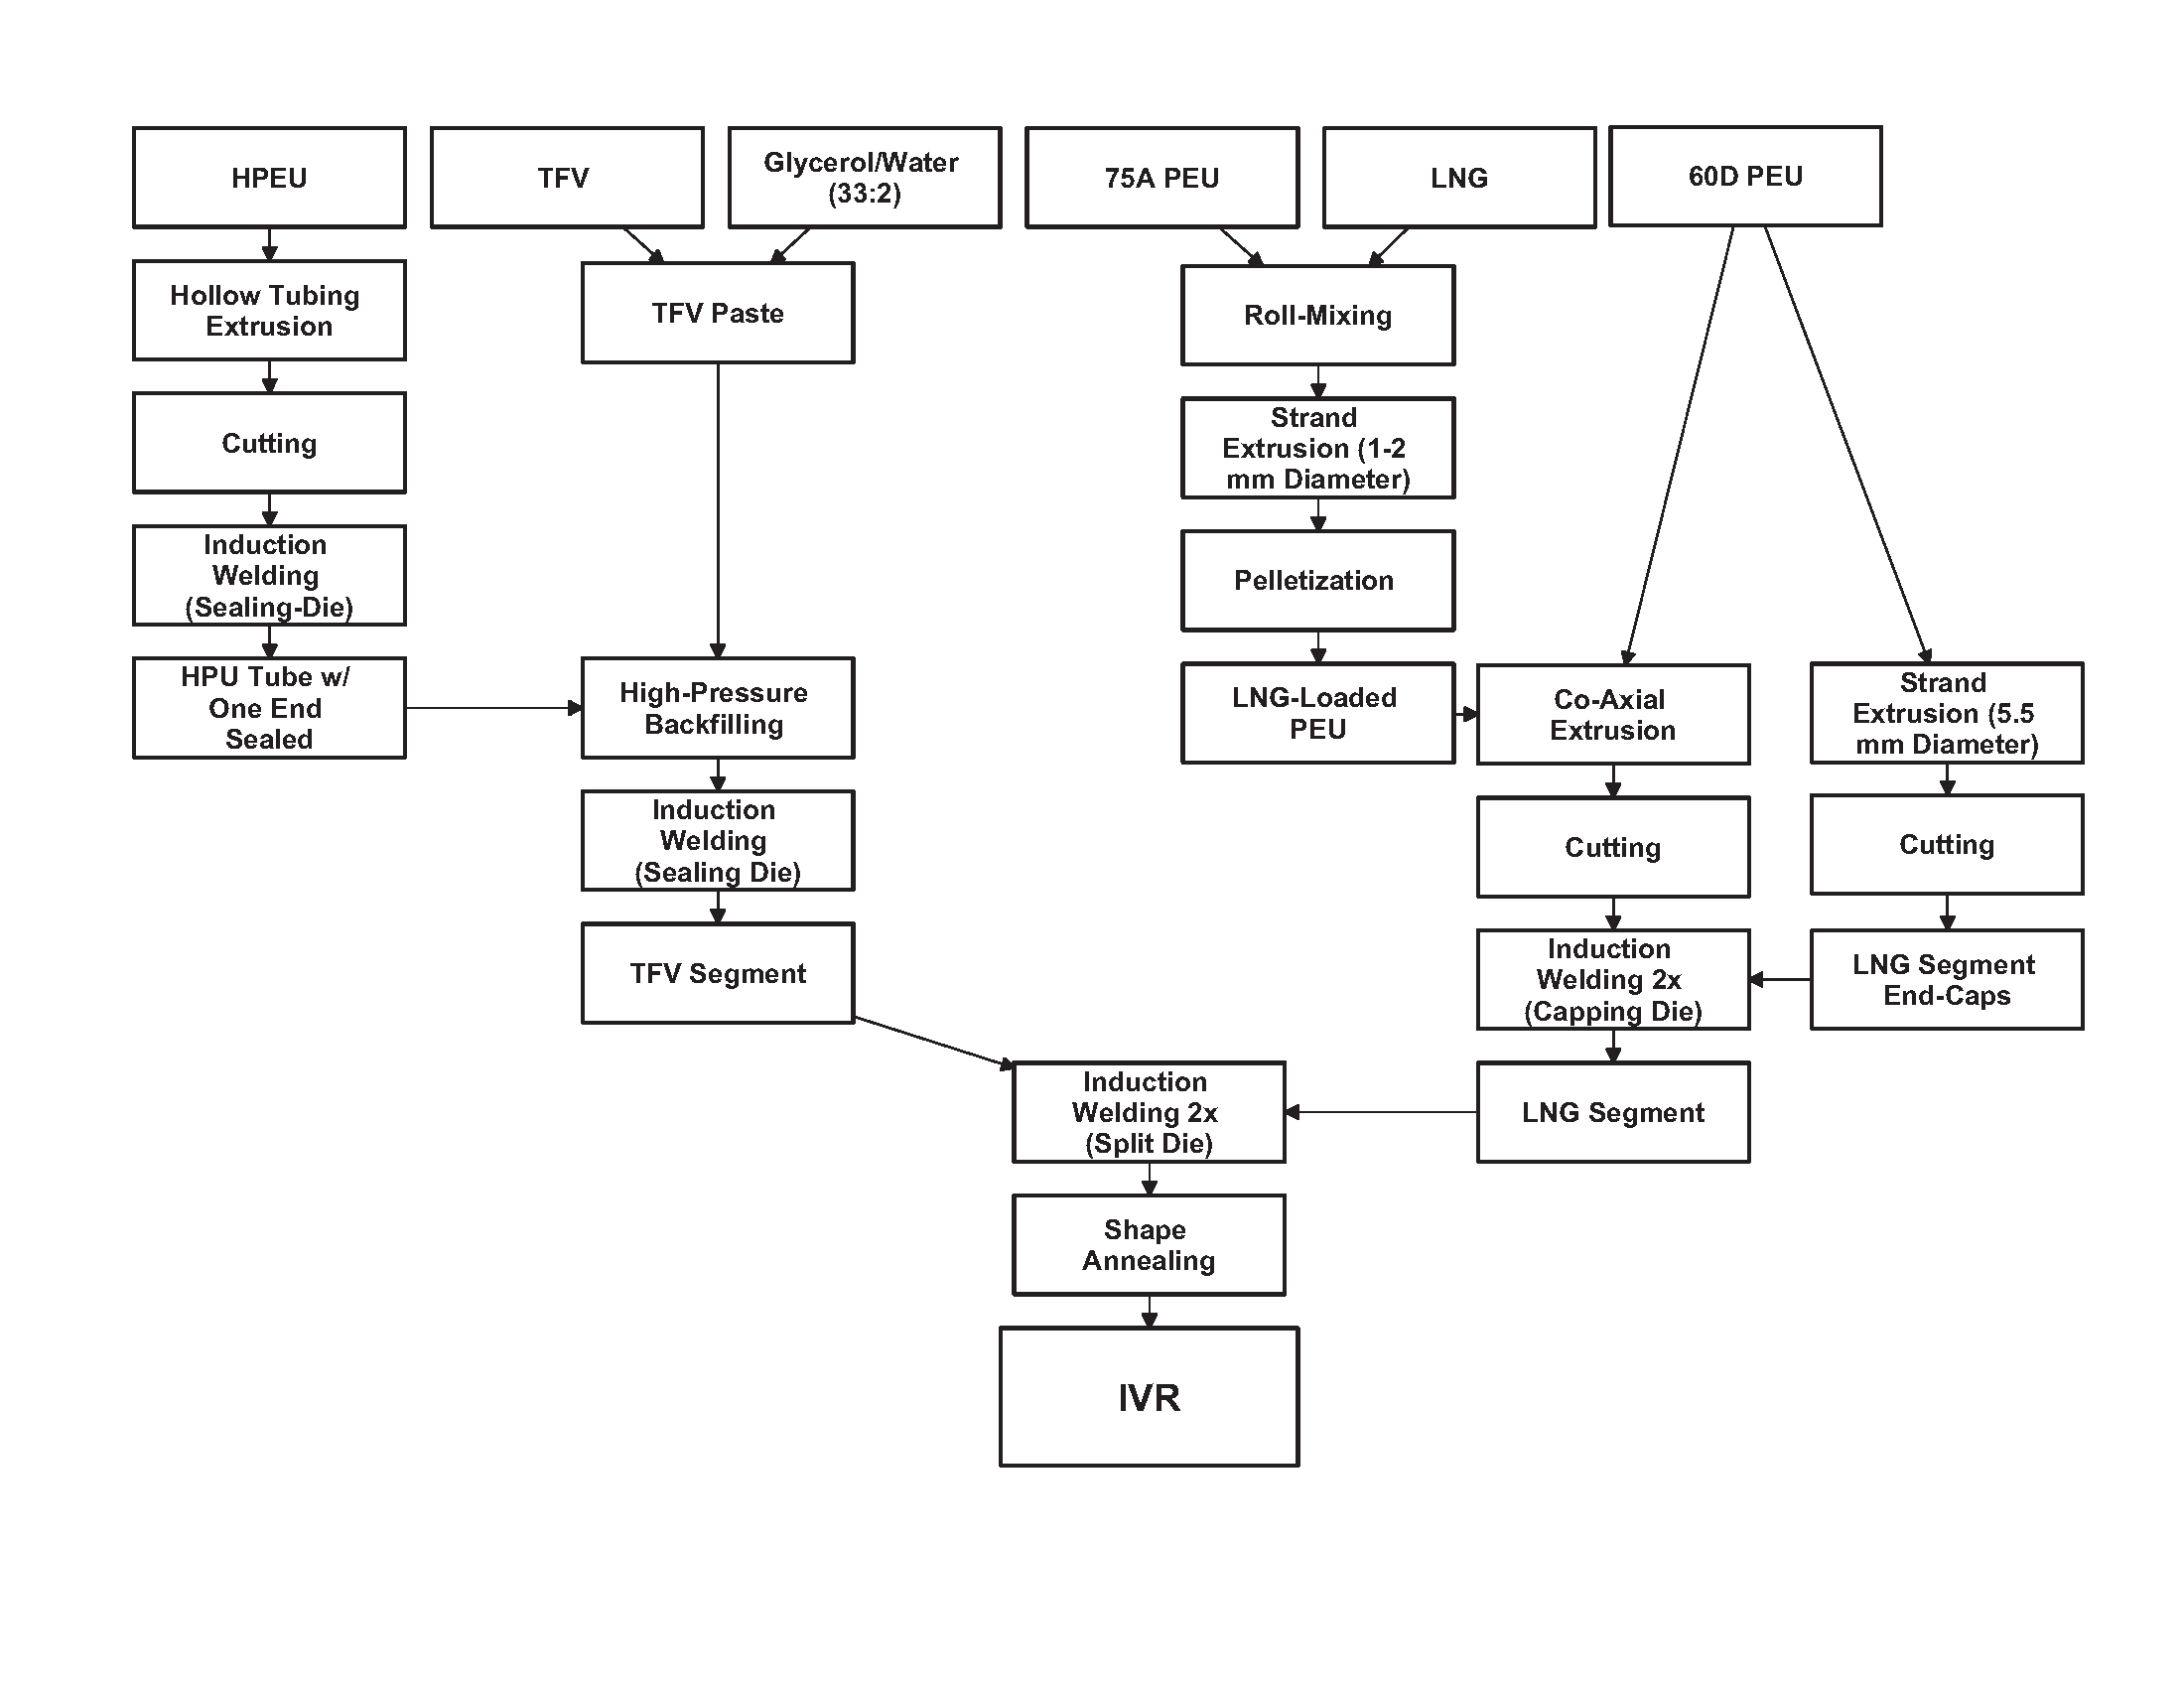 HPEU
TFV
Glycerol/Water
(33:2)
75A PEU
LNG
60D PEU
Hollow Tubing
Extrusion
TFV Paste
Roll-Mixing
Cutting
Strand
Extrusion (1-2
mm Diameter)
Induction
Welding
(Sealing-Die)
Pelletization
HPU Tube w/
One End
Sealed
High-Pressure
Backfilling
LNG-Loaded
PEU
Co-Axial
Extrusion
Strand
Extrusion (5.5
mm Diameter)
Induction
Welding
(Sealing Die)
Cutting
Cutting
TFV Segment
Induction
Welding 2x
(Capping Die)
LNG Segment
End-Caps
Induction
Welding 2x
(Split Die)
LNG Segment
Shape
Annealing
IVR